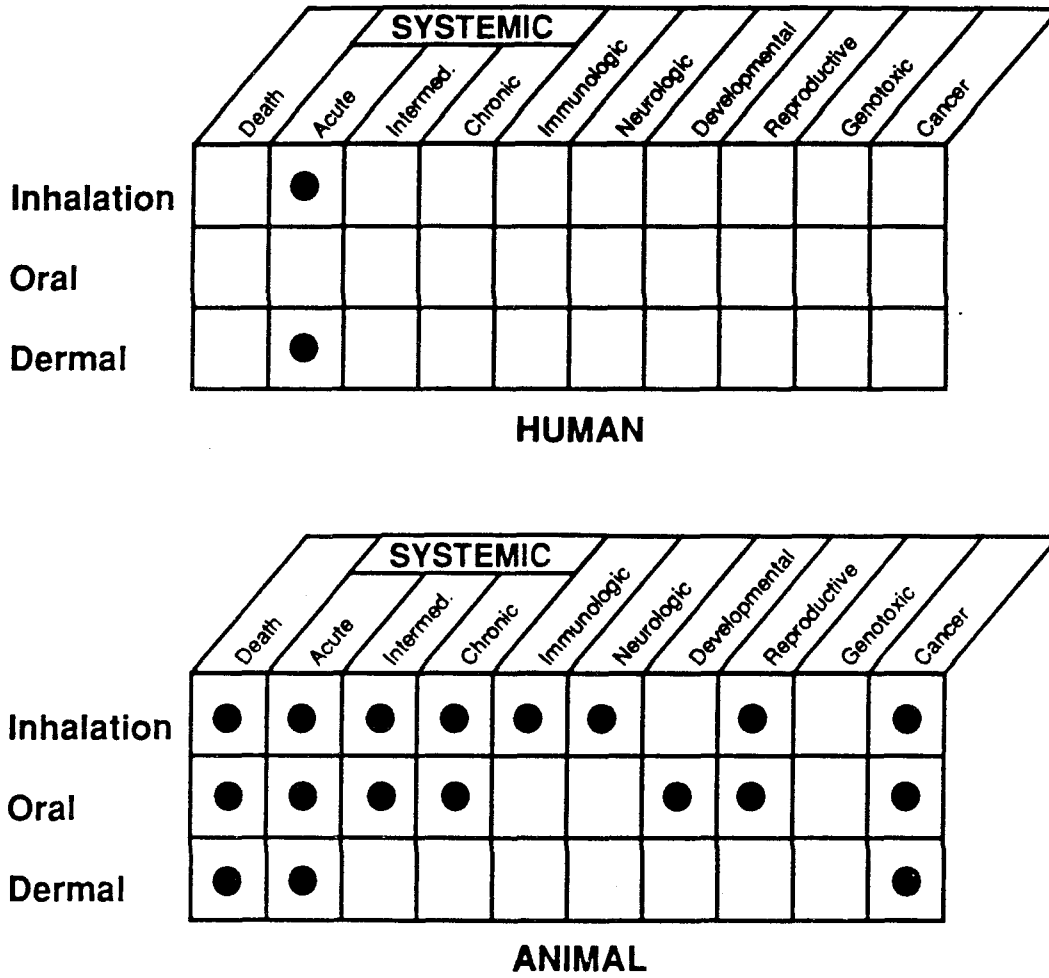 SYSTEMIC
Death
Acute
Intermed.
Chronic
Immunologic
Neurologic
Developmental
Reproductive
Genotoxic
Cancer
Inhalation
Oral
Dermal
HUMAN
SYSTEMIC
Death
Acute
Intermed.
Chronic
Immunologic
Neurologic
Developmental
Reproductive
Genotoxic
Cancer
Inhalation
Oral
Dermal
ANIMAL